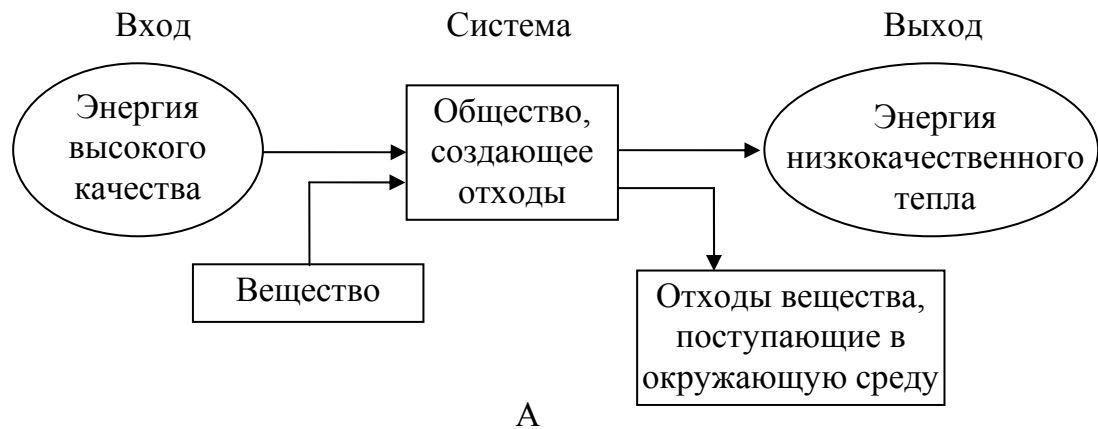 Вход
Система
Выход
Энергия
высокого
качества
Общество,
создающее
отходы
Энергия
низкокачественного
тепла
Вещество
Отходы вещества,
поступающие в
окружающую среду
А